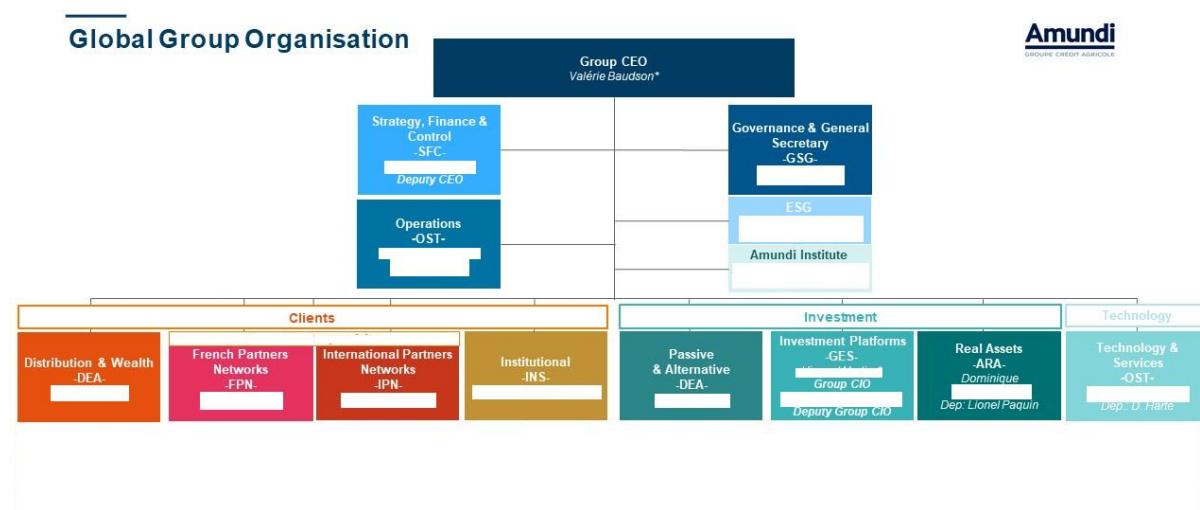 Global Group Organisation
Amundi
GROUPE CRÉDIT AGRICOLE
Group CEO
Valérie Baudson*
Strategy, Finance &
Control
-SFC-
Deputy CEO
Governance & General
Secretary
-GSG-
ESG
Operations
-OST-
Amundi Institute
Clients
Investment
Technology
Distribution & Wealth
-DEA-
French Partners
Networks
-FPN-
International Partners
Networks
-IPN-
Institutional
-INS-
Passive
& Alternative
-DEA-
Investment Platforms
-GES-
Group CIO
Deputy Group CIO
Real Assets
-ARA-
Dominique
Dep: Lionel Paquin
Technology &
Services
-OST-
Dep.: D. Harte